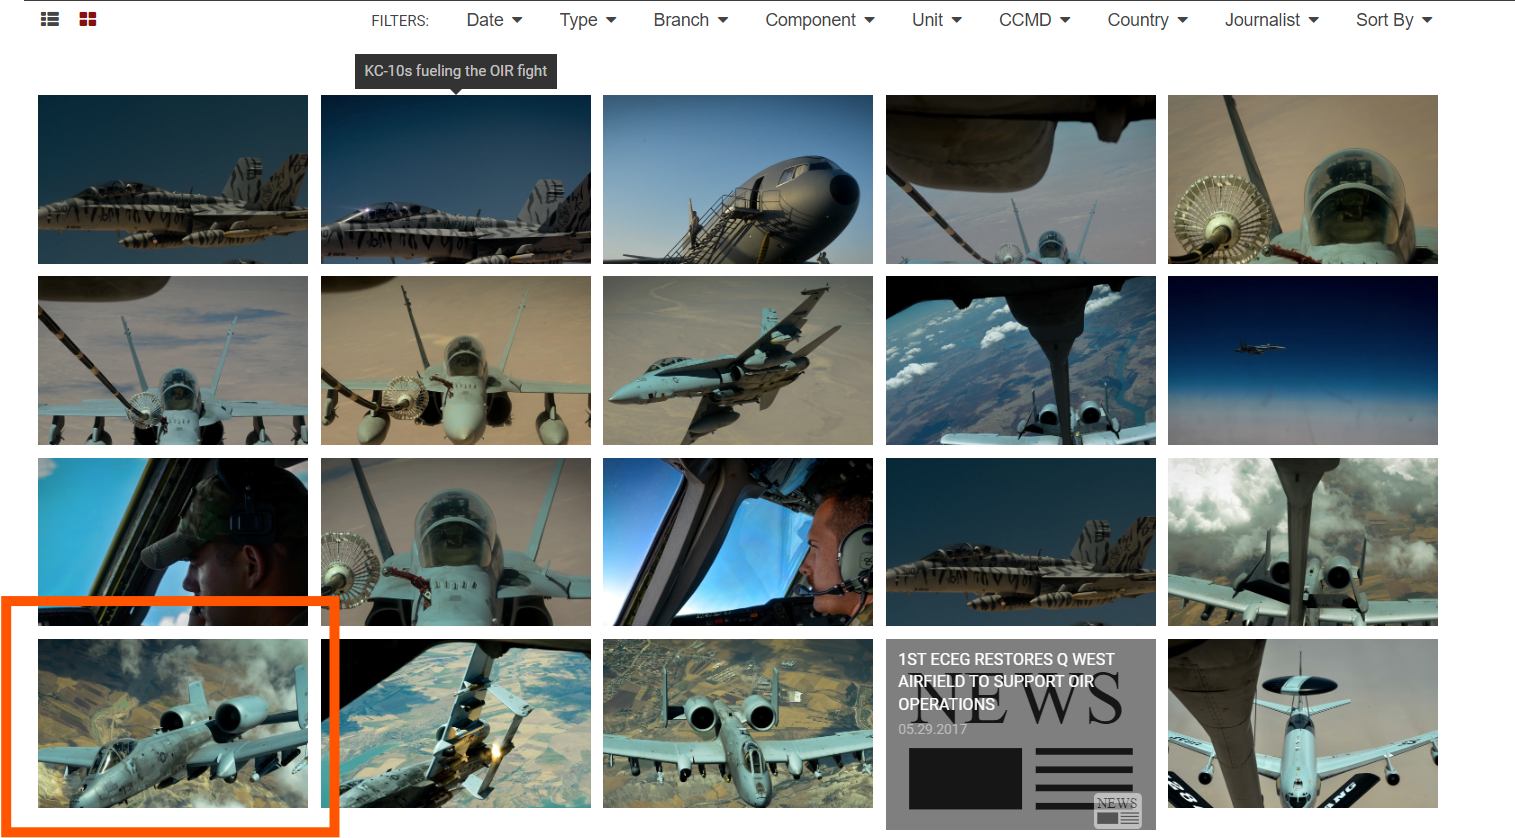 FILTERS: Date Type Branch Component Unit CCMD Country Journalist Sort By
KC-10s fueling the OIR fight
1ST ECEG RESTORES Q WEST
AIRFIELD TO SUPPORT OIR
OPERATIONS
05.29.2017
NEWS
NEWS